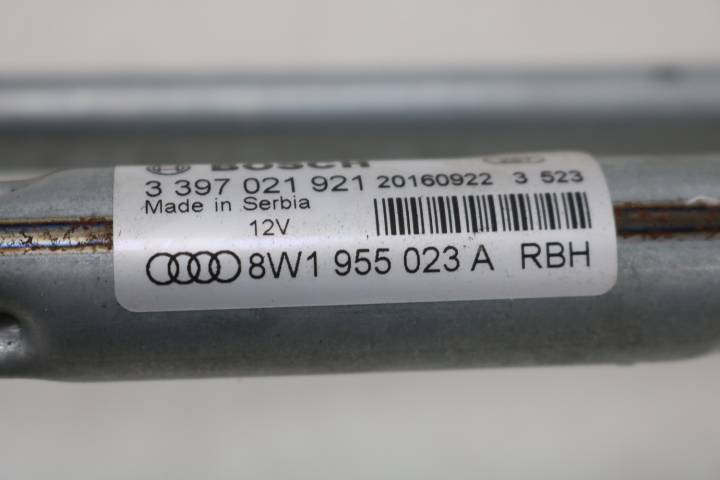 BOSCH
3 397 021 921 20160922 3 523
Made in Serbia
12V
8W1 955 023 A RBH